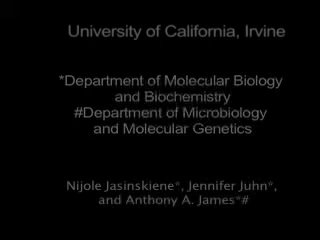 University of California, Irvine
*Department of Molecular Biology
and Biochemistry
#Department of Microbiology
and Molecular Genetics
Nijole Jasinskiene*, Jennifer Juhn*,
and Anthony A. James*#